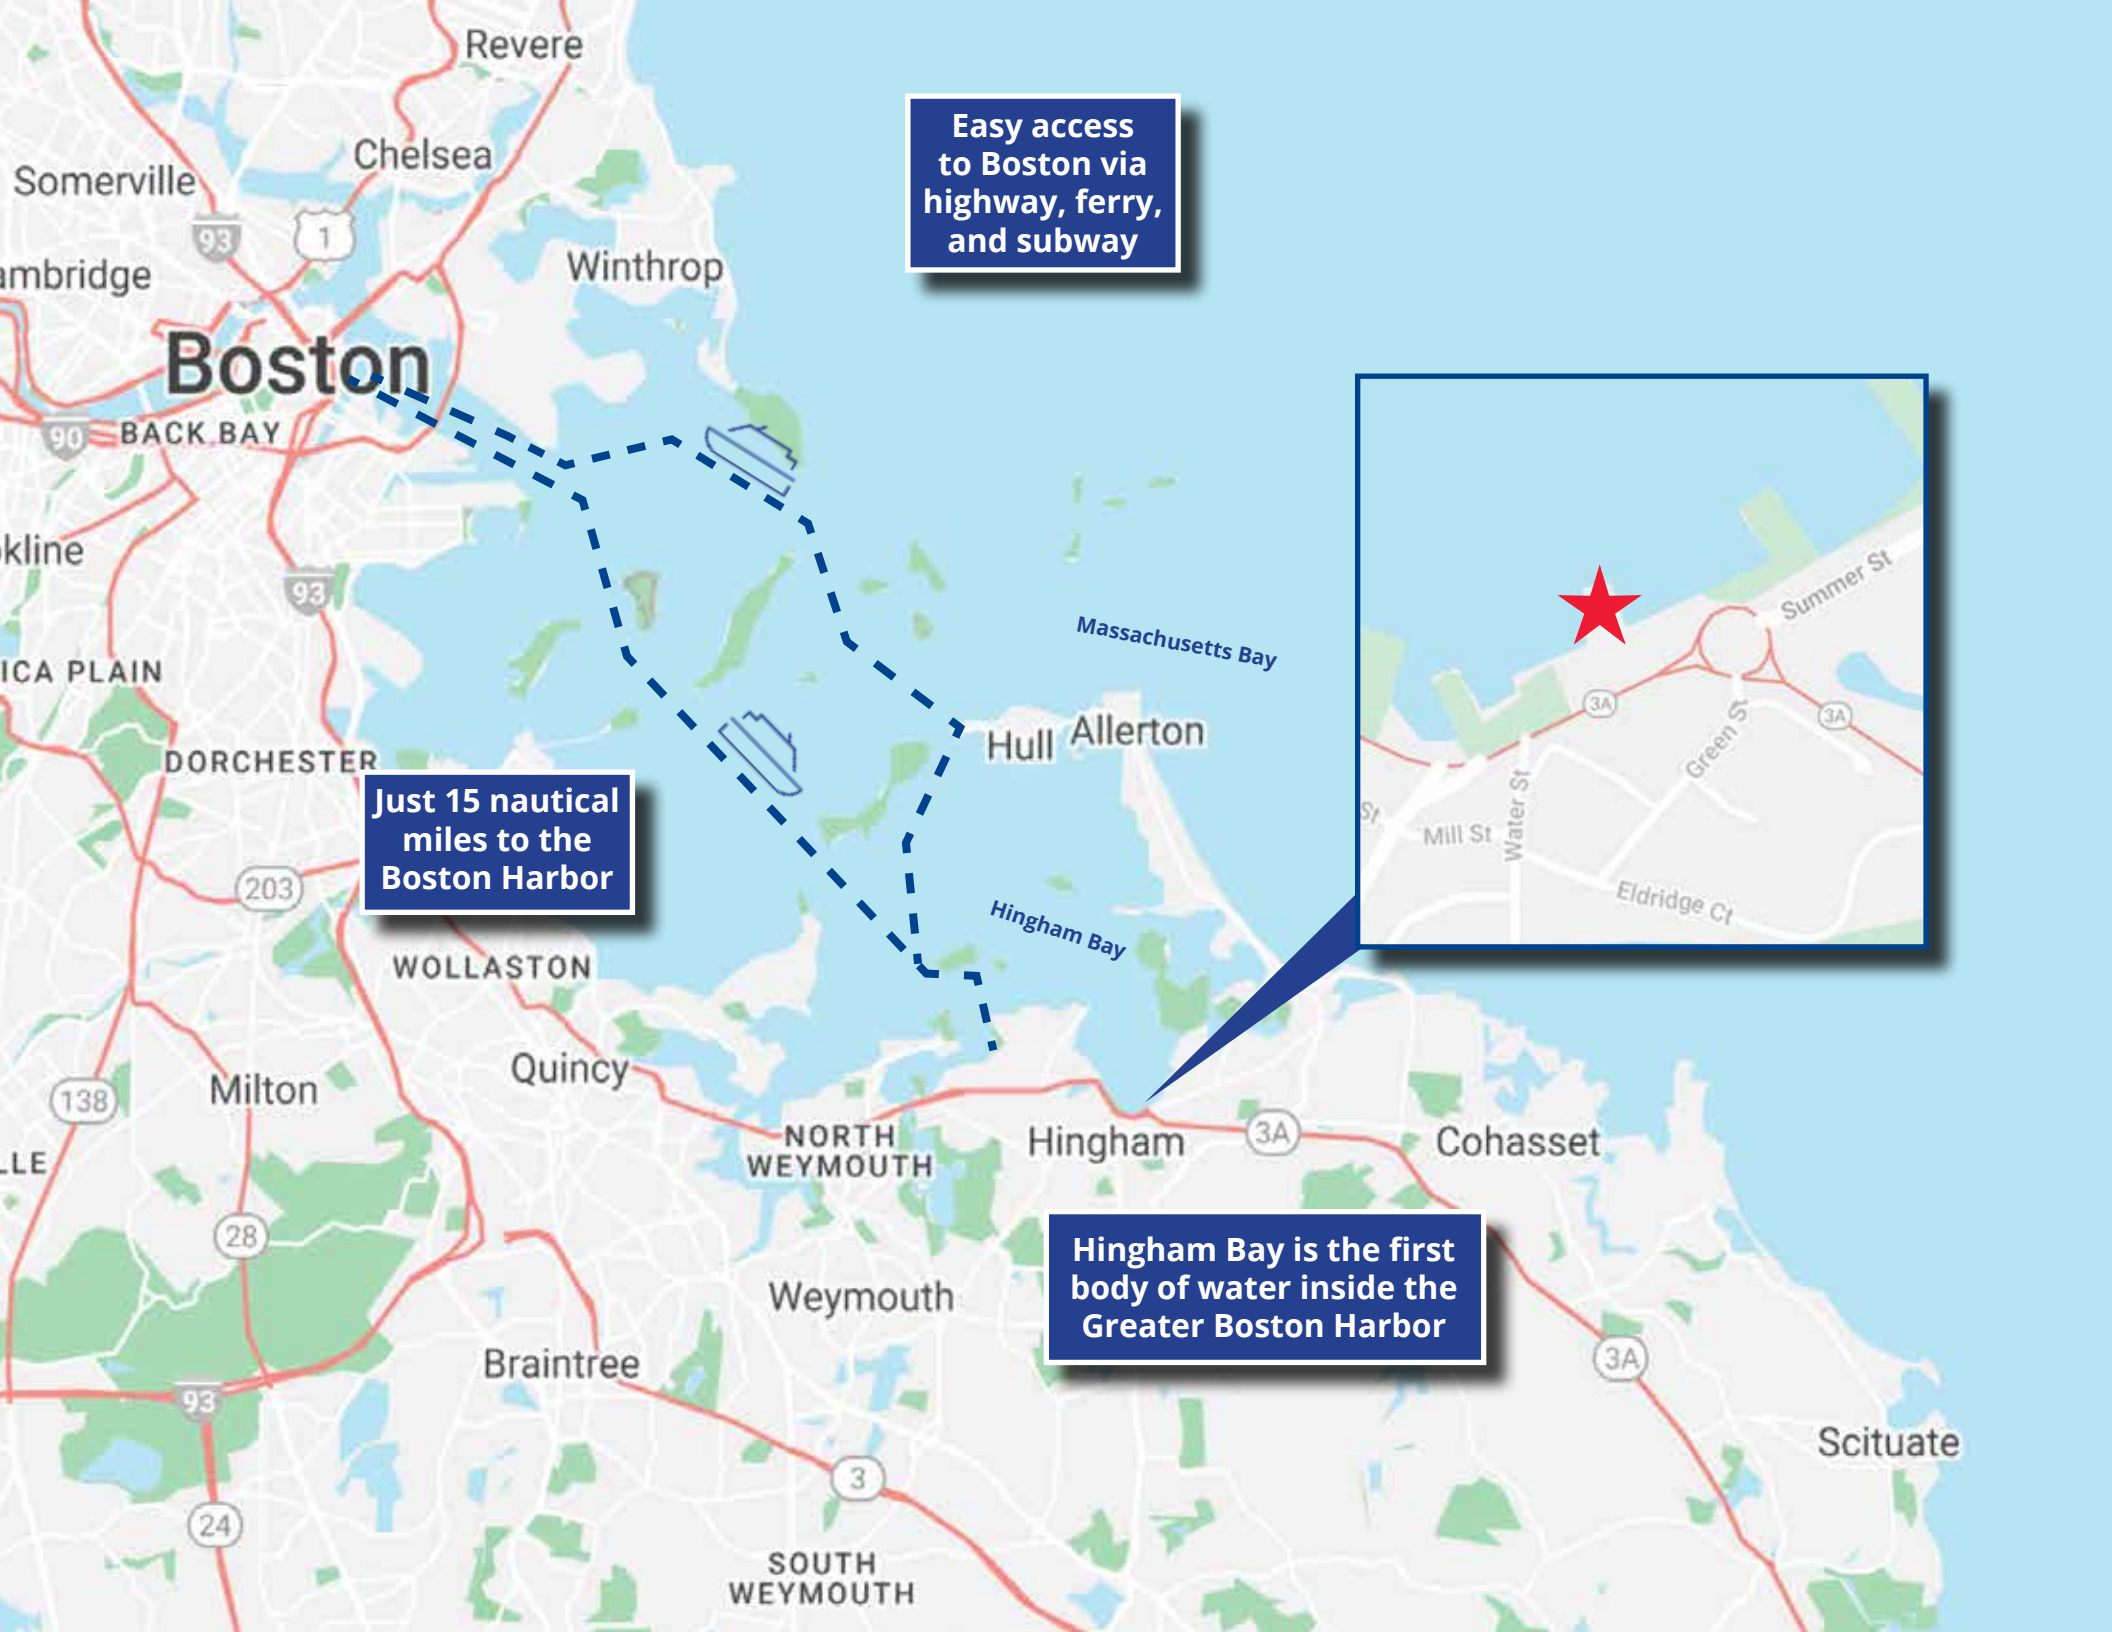 Revere
Chelsea
Somerville
93
1
ambridge
Winthrop
Easy access
to Boston via
highway, ferry,
and subway
Boston
90
BACK BAY
kline
93
ICA PLAIN
Massachusetts Bay
Hull
Allerton
DORCHESTER
Just 15 nautical
miles to the
Boston Harbor
203
Hingham Bay
WOLLASTON
Summer St
3A
3A
Green St
Water St
St
Mill St
Eldridge Ct
Quincy
Milton
138
NORTH
WEYMOUTH
Hingham
3A
Cohasset
LLE
28
Hingham Bay is the first
body of water inside the
Greater Boston Harbor
Weymouth
Braintree
3A
93
Scituate
3
24
SOUTH
WEYMOUTH